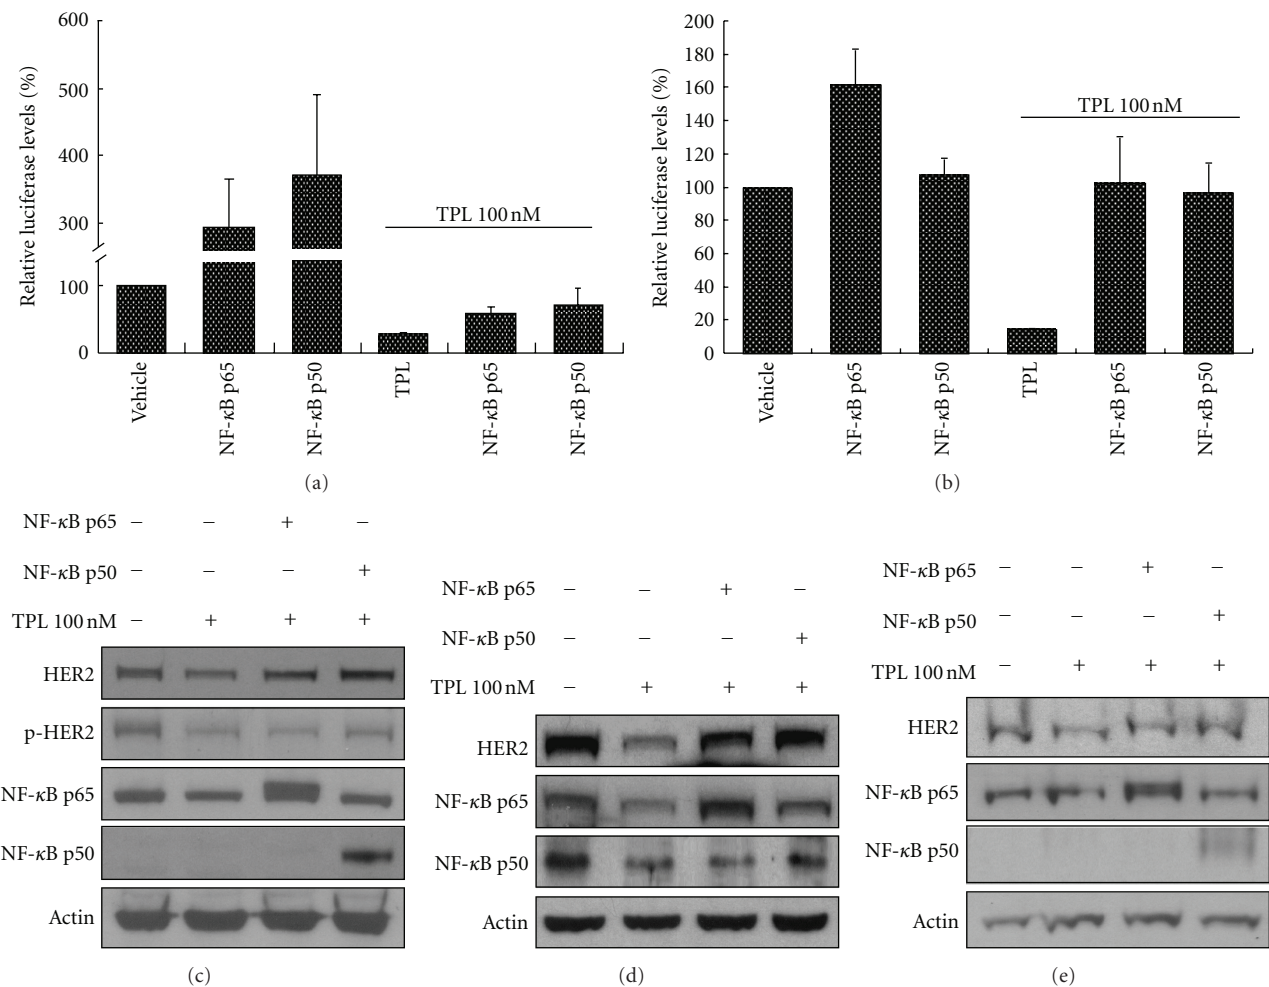 600
500
400
300
100
0
Relative luciferase levels (%)
TPL 100 nM
Vehicle
NF-κB p65
NF-κB p50
TPL
NF-κB p65
NF-κB p50
(a)
200
180
160
140
120
100
80
60
40
20
0
Relative luciferase levels (%)
TPL 100 nM
Vehicle
NF-κB p65
NF-κB p50
TPL
NF-κB p65
NF-κB p50
(b)
NF-κB p65 − − + −
NF-κB p50 − − − +
TPL 100 nM − + + +
HER2
p-HER2
NF-κB p65
NF-κB p50
Actin
(c)
NF-κB p65 − − + −
NF-κB p50 − − − +
TPL 100 nM − + + +
HER2
NF-κB p65
NF-κB p50
Actin
(d)
NF-κB p65 − − + −
NF-κB p50 − − − +
TPL 100 nM − + + +
HER2
NF-κB p65
NF-κB p50
Actin
(e)